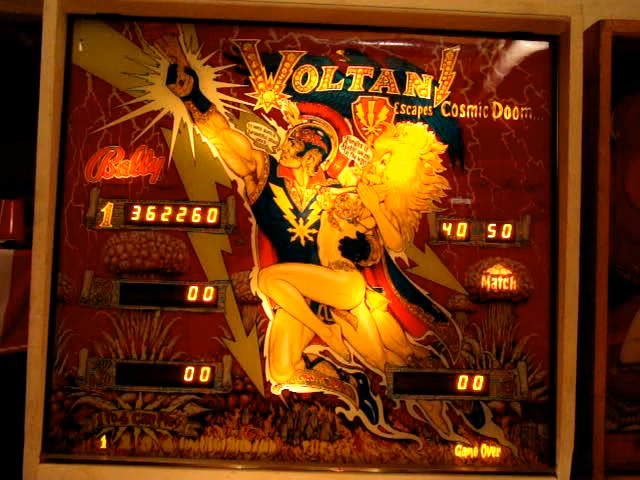 VOLTAN
Escapes Cosmic Doom...
Bally
1 362260
40 50
Match
00
00
00
1
Game Over